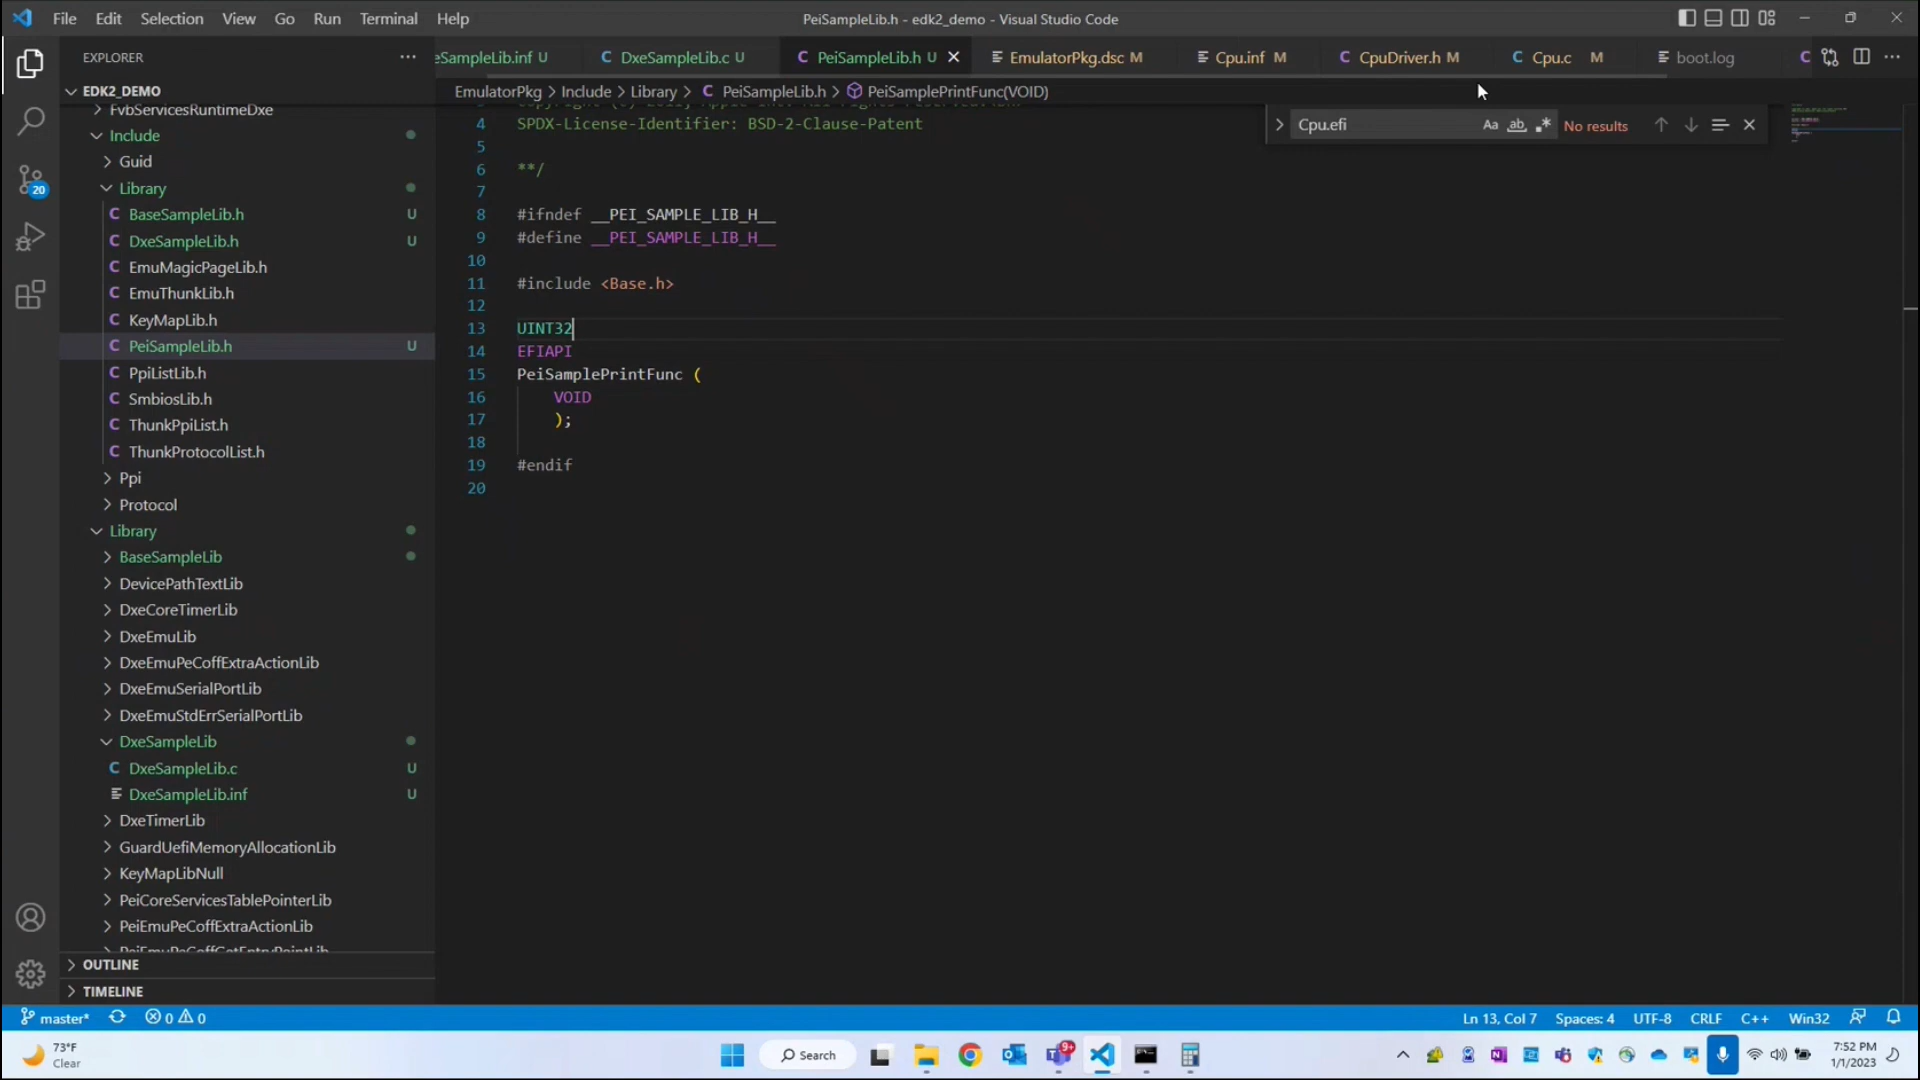 File Edit Selection View Go Run Terminal Help
PeiSampleLib.h - edk2_demo - Visual Studio Code
EXPLORER
eSampleLib.inf U
DxeSampleLib.c U
PeiSampleLib.h U
EmulatorPkg.dsc M
Cpu.inf M
CpuDriver.h M
Cpu.c M
boot.log
EmulatorPkg > Include > Library > PeiSampleLib.h > PeiSamplePrintFunc(VOID)
Cpu.efi
Aa ab
No results
EDK2_DEMO
FvbServicesRuntimeDxe
Include
Guid
Library
BaseSampleLib.h U
DxeSampleLib.h U
EmuMagicPageLib.h
EmuThunkLib.h
KeyMapLib.h
PeiSampleLib.h U
PpiListLib.h
SmbiosLib.h
ThunkPpiList.h
ThunkProtocolList.h
Ppi
Protocol
Library
BaseSampleLib
DevicePathTextLib
DxeCoreTimerLib
DxeEmuLib
DxeEmuPeCoffExtraActionLib
DxeEmuSerialPortLib
DxeEmuStdErrSerialPortLib
DxeSampleLib
DxeSampleLib.c U
DxeSampleLib.inf U
DxeTimerLib
GuardUefiMemoryAllocationLib
KeyMapLibNull
PeiCoreServicesTablePointerLib
PeiEmuPeCoffExtraActionLib
PeiEmuPeCoffGetEntryPointLib
OUTLINE
TIMELINE
4 SPDX-License-Identifier: BSD-2-Clause-Patent
5
6 **/
7
8 #ifndef __PEI_SAMPLE_LIB_H__
9 #define __PEI_SAMPLE_LIB_H__
10
11 #include <Base.h>
12
13 UINT32
14 EFIAPI
15 PeiSamplePrintFunc (
16 VOID
17 );
18
19 #endif
20
20
master* 0 0
Ln 13, Col 7 Spaces: 4 UTF-8 CRLF C++ Win32
73°F
Clear
Search
9+
7:52 PM
1/1/2023